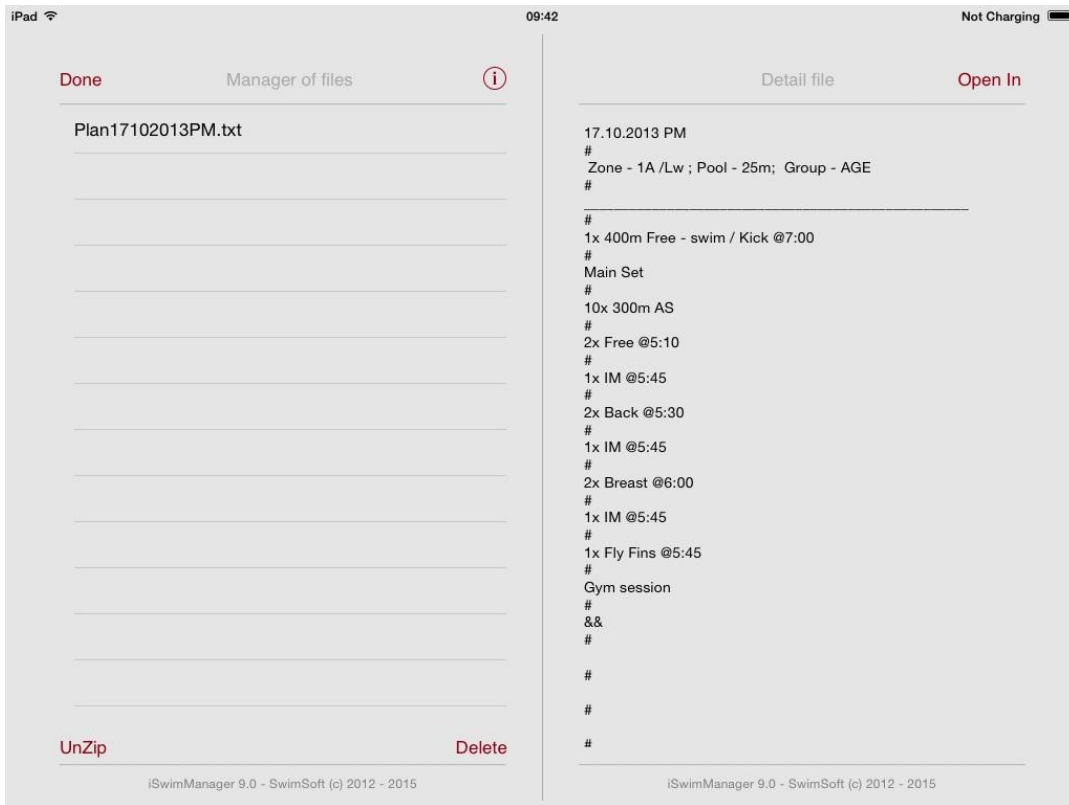 iPad 09:42 Not Charging
Done Manager of files i
Plan17102013PM.txt
UnZip Delete
iSwimManager 9.0 - SwimSoft (c) 2012 - 2015
Detail file Open In
17.10.2013 PM
#
Zone - 1A /Lw ; Pool - 25m; Group - AGE
#
___________________________________________________
#
1x 400m Free - swim / Kick @7:00
#
Main Set
#
10x 300m AS
#
2x Free @5:10
#
1x IM @5:45
#
2x Back @5:30
#
1x IM @5:45
#
2x Breast @6:00
#
1x IM @5:45
#
1x Fly Fins @5:45
#
Gym session
#
&&
#
#
#
#
iSwimManager 9.0 - SwimSoft (c) 2012 - 2015